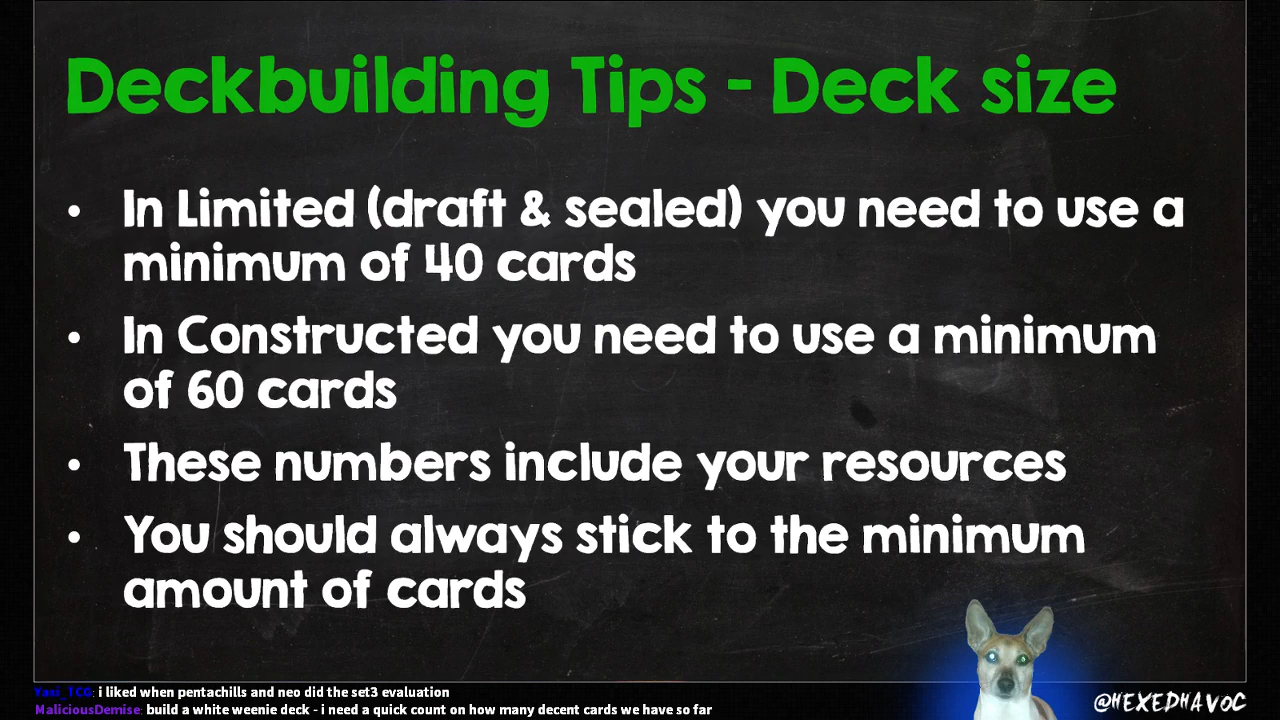 Deckbuilding Tips - Deck size
• In Limited (draft & sealed) you need to use a
minimum of 40 cards
• In Constructed you need to use a minimum
of 60 cards
• These numbers include your resources
• You should always stick to the minimum
amount of cards
Yasi_TCG: i liked when pentachills and neo did the set3 evaluation
MaliciousDemise: build a white weenie deck - i need a quick count on how many decent cards we have so far
@HEXEDHAVOC